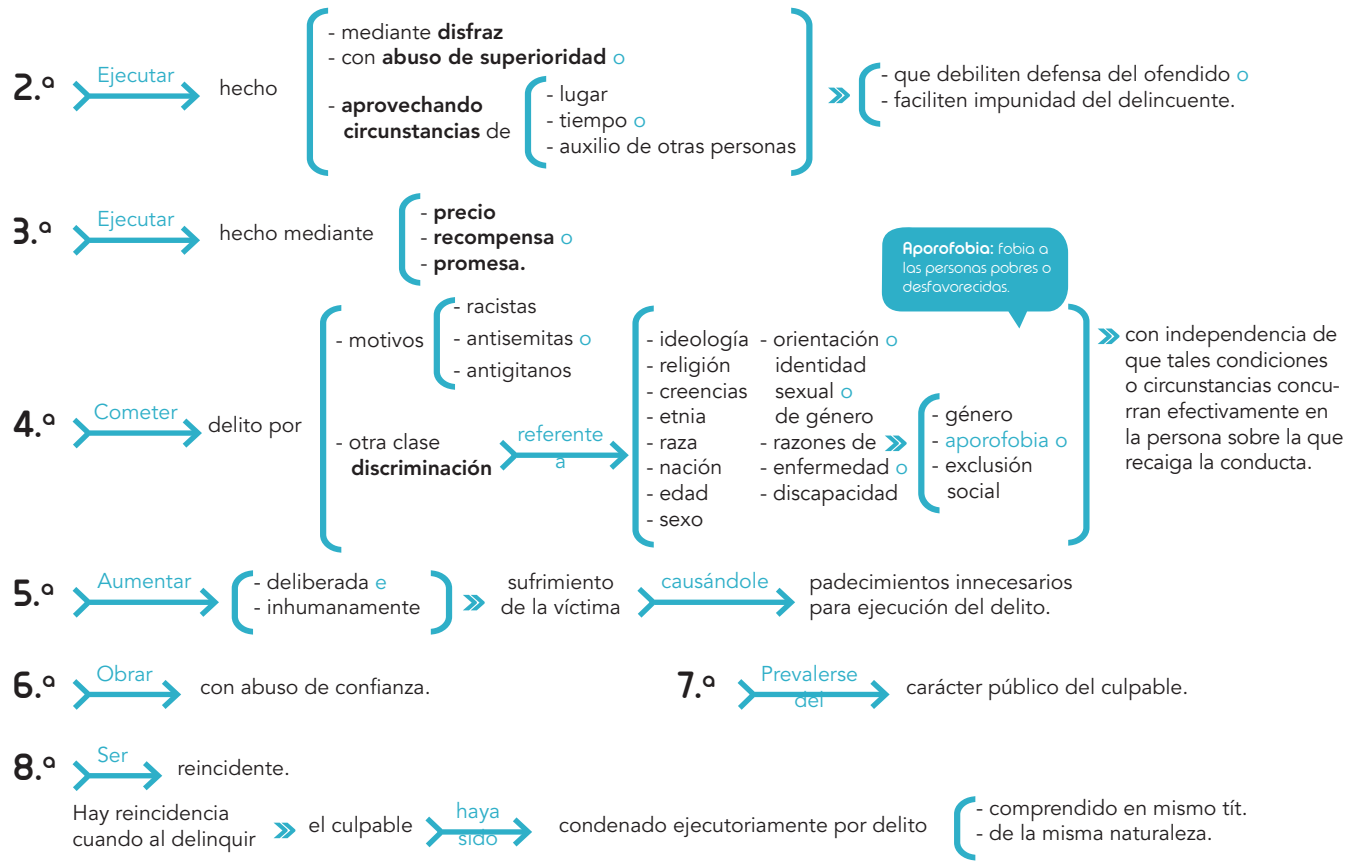 2.ª Ejecutar hecho
- mediante disfraz
- con abuso de superioridad o
- aprovechando
circunstancias de
- lugar
- tiempo o
- auxilio de otras personas
- que debiliten defensa del ofendido o
- faciliten impunidad del delincuente.
3.ª Ejecutar hecho mediante
- precio
- recompensa o
- promesa.
Aporofobia: fobia a
las personas pobres o
desfavorecidas.
4.ª Cometer delito por
- motivos
- racistas
- antisemitas o
- antigitanos
- otra clase
discriminación
referente
a
- ideología
- religión
- creencias
- etnia
- raza
- nación
- edad
- sexo
- orientación o
identidad
sexual o
de género
- razones de
- enfermedad o
- discapacidad
- género
- aporofobia o
- exclusión
social
con independencia de
que tales condiciones
o circunstancias concu-
rran efectivamente en
la persona sobre la que
recaiga la conducta.
5.ª Aumentar
- deliberada e
- inhumanamente
sufrimiento
de la víctima
causándole
padecimientos innecesarios
para ejecución del delito.
6.ª Obrar con abuso de confianza.
7.ª Prevalerse
del
carácter público del culpable.
8.ª Ser reincidente.
Hay reincidencia
cuando al delinquir
el culpable
haya
sido
condenado ejecutoriamente por delito
- comprendido en mismo tít.
- de la misma naturaleza.